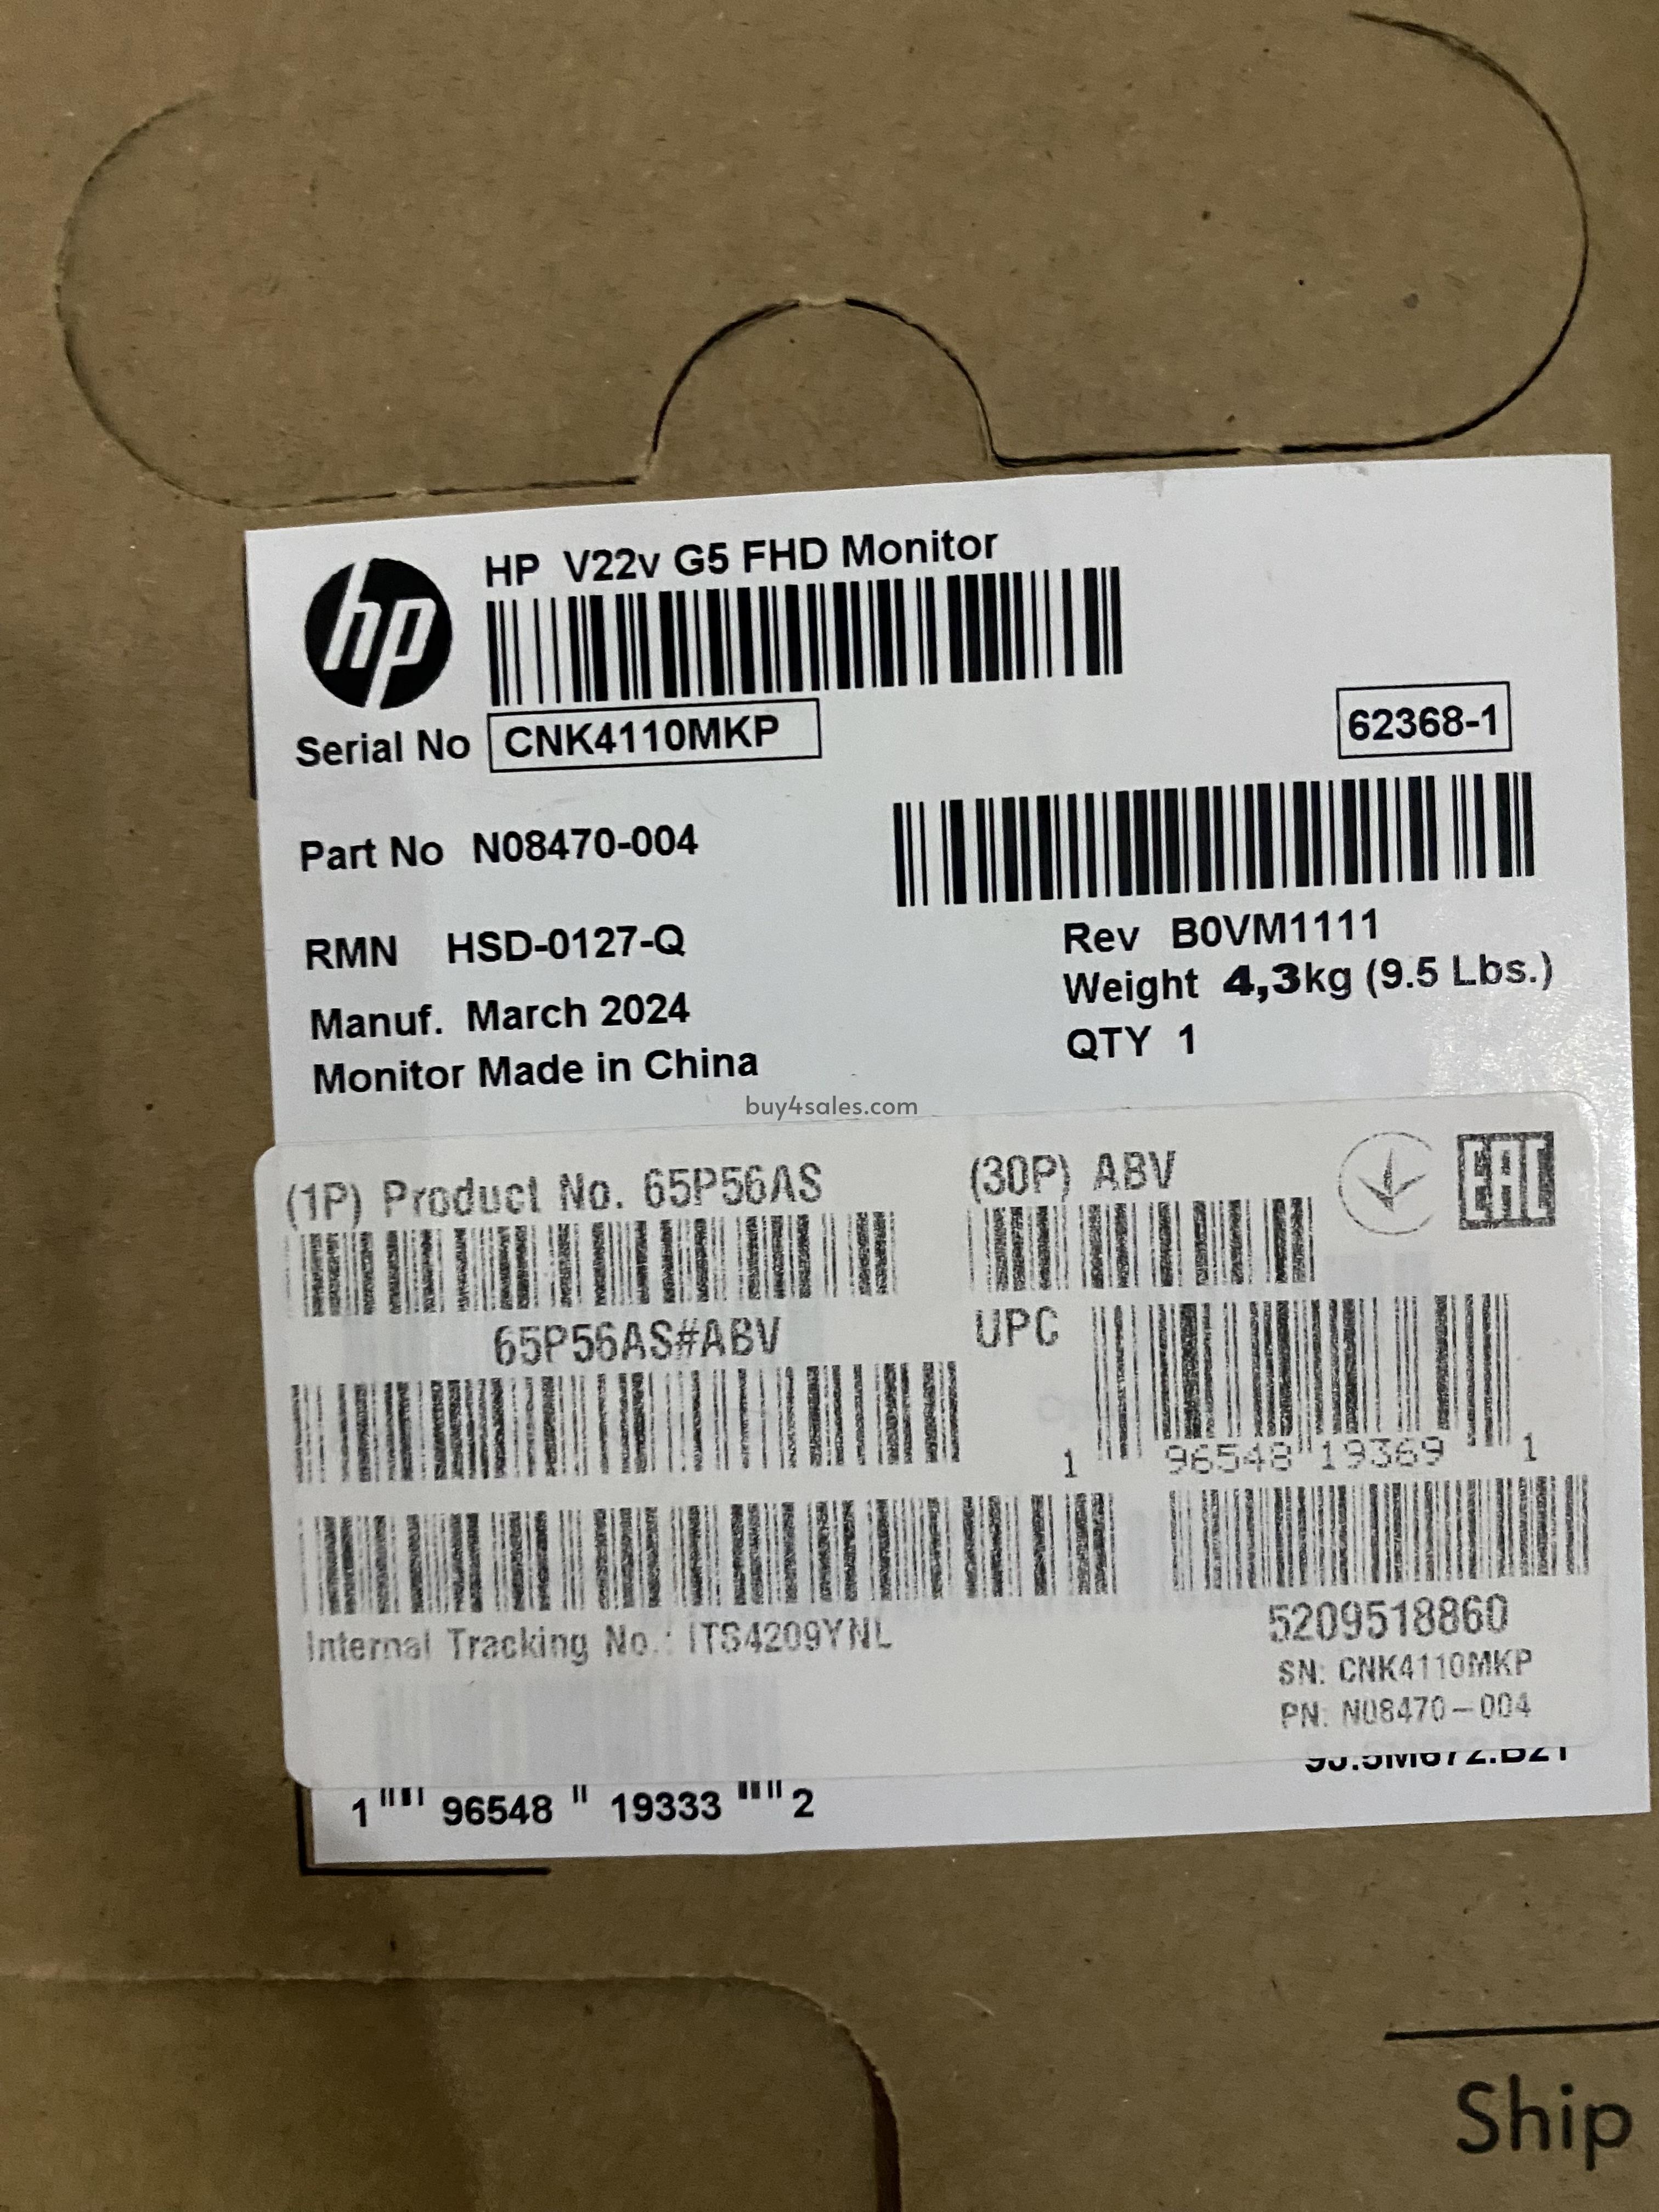 hp
HP V22v G5 FHD Monitor
Serial No CNK4110MKP
62368-1
Part No N08470-004
RMN HSD-0127-Q
Rev B0VM1111
Weight 4,3kg (9.5 Lbs.)
Manuf. March 2024
QTY 1
Monitor Made in China
buy4sales.com
(1P) Product No. 65P56AS
(30P) ABV
EAC
65P56AS#ABV
UPC
1 96548 19369 1
Internal Tracking No.: ITS4209YNL
5209518860
SN: CNK4110MKP
PN: N08470-004
1 96548 19333 2
Ship